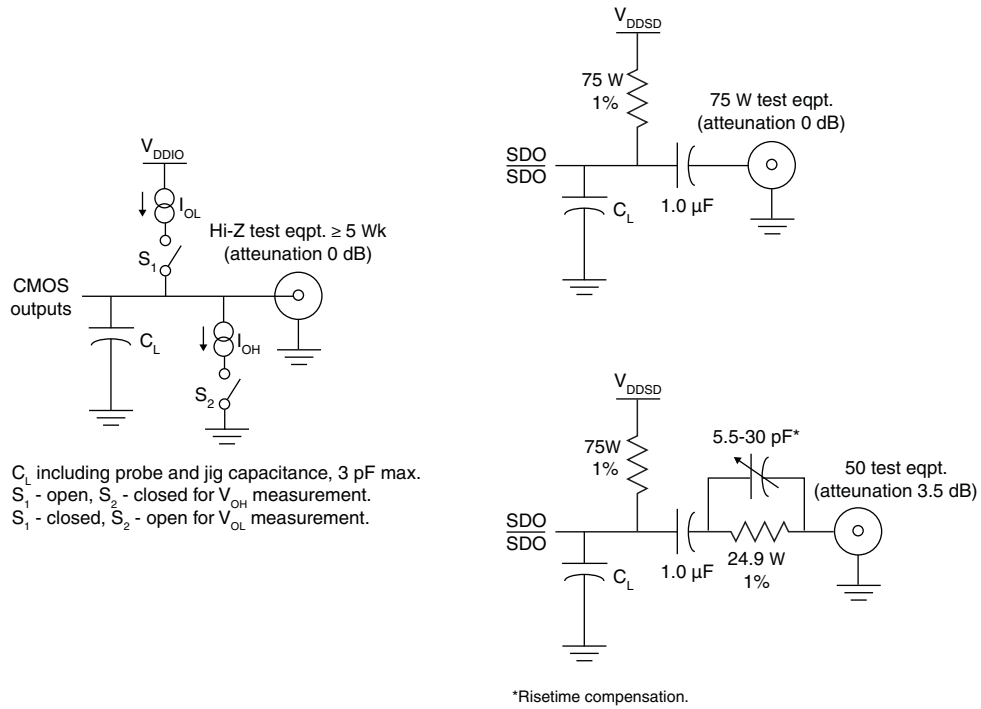 V_DDIO
I_OL
S_1
Hi-Z test eqpt. ≥ 5 Wk
(atteunation 0 dB)
CMOS
outputs
C_L
I_OH
S_2
C_L including probe and jig capacitance, 3 pF max.
S_1 - open, S_2 - closed for V_OH measurement.
S_1 - closed, S_2 - open for V_OL measurement.
V_DDSD
75 W
1%
75 W test eqpt.
(atteunation 0 dB)
SDO
SDO
C_L
1.0 µF
V_DDSD
75W
1%
5.5-30 pF*
50 test eqpt.
(atteunation 3.5 dB)
SDO
SDO
C_L
1.0 µF
24.9 W
1%
*Risetime compensation.